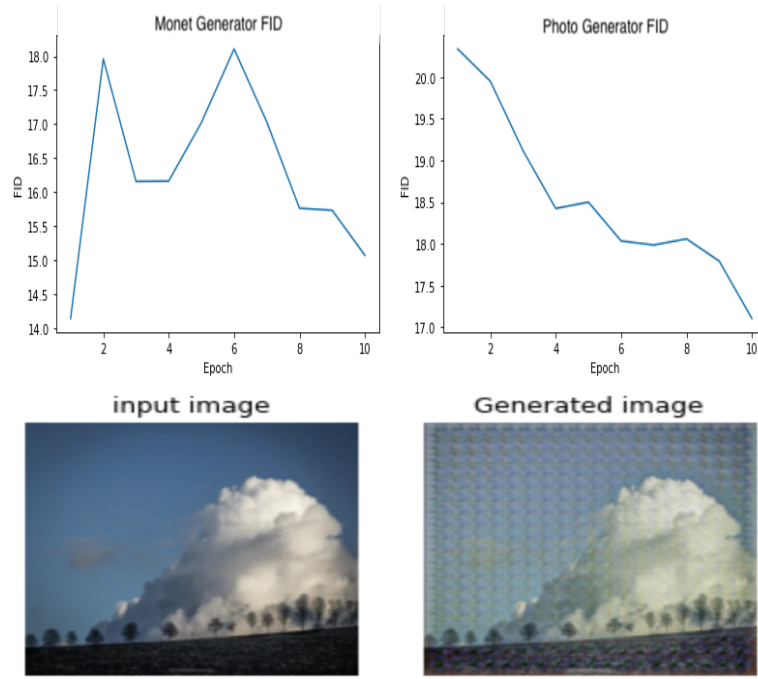 Monet Generator FID
18.0
17.5
17.0
16.5
16.0
15.5
15.0
14.5
14.0
FID
2 4 6 8 10
Epoch
Photo Generator FID
20.0
19.5
19.0
18.5
18.0
17.5
17.0
FID
2 4 6 8 10
Epoch
input image
Generated image